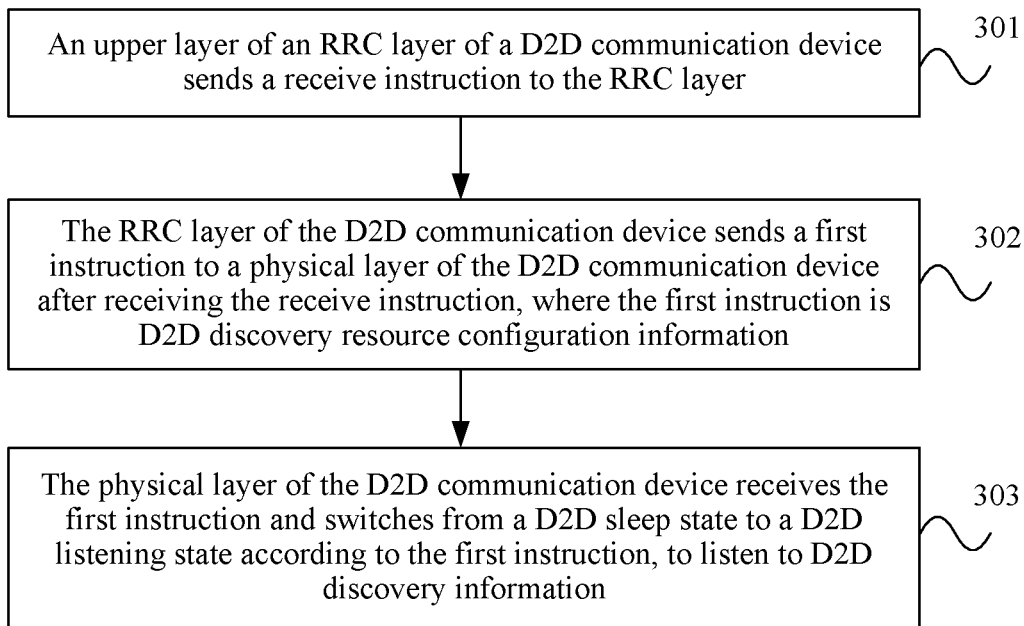 An upper layer of an RRC layer of a D2D communication device
sends a receive instruction to the RRC layer
301
The RRC layer of the D2D communication device sends a first
instruction to a physical layer of the D2D communication device
after receiving the receive instruction, where the first instruction is
D2D discovery resource configuration information
302
The physical layer of the D2D communication device receives the
first instruction and switches from a D2D sleep state to a D2D
listening state according to the first instruction, to listen to D2D
discovery information
303